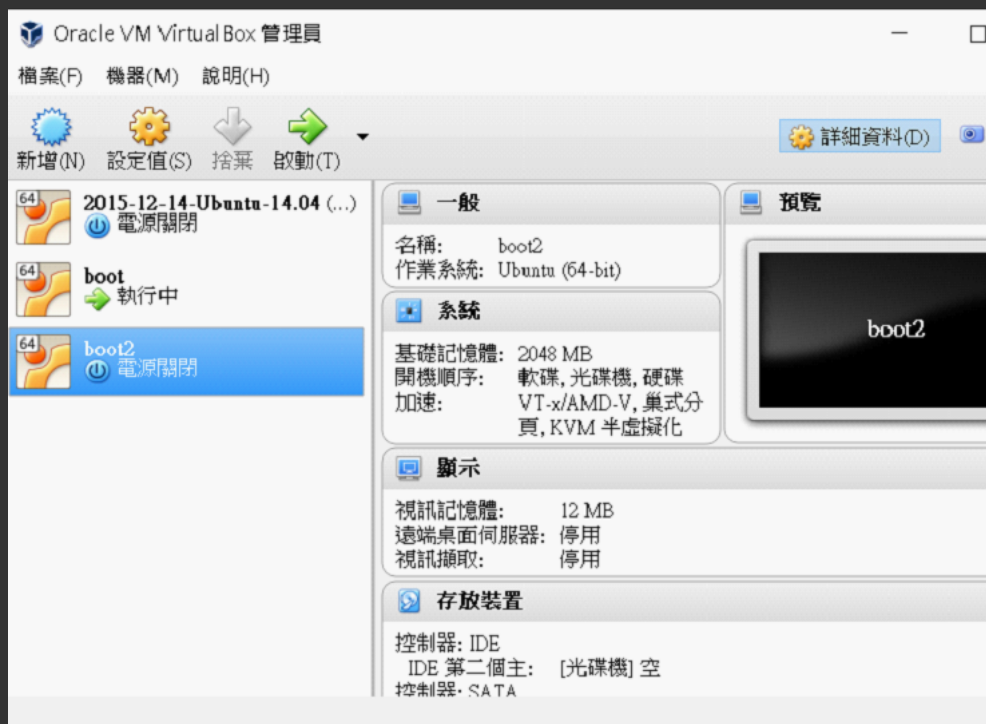 Oracle VM VirtualBox 管理員
檔案(F) 機器(M) 說明(H)
新增(N) 設定值(S) 捨棄 啟動(T)
詳細資料(D)
64
2015-12-14-Ubuntu-14.04 (...)
電源關閉
64
boot
執行中
64
boot2
電源關閉
一般
名稱: boot2
作業系統: Ubuntu (64-bit)
系統
基礎記憶體: 2048 MB
開機順序: 軟碟, 光碟機, 硬碟
加速: VT-x/AMD-V, 巢式分
頁, KVM 半虛擬化
預覽
boot2
顯示
視訊記憶體: 12 MB
遠端桌面伺服器: 停用
視訊擷取: 停用
存放裝置
控制器: IDE
IDE 第二個主: [光碟機] 空
控制器: SATA